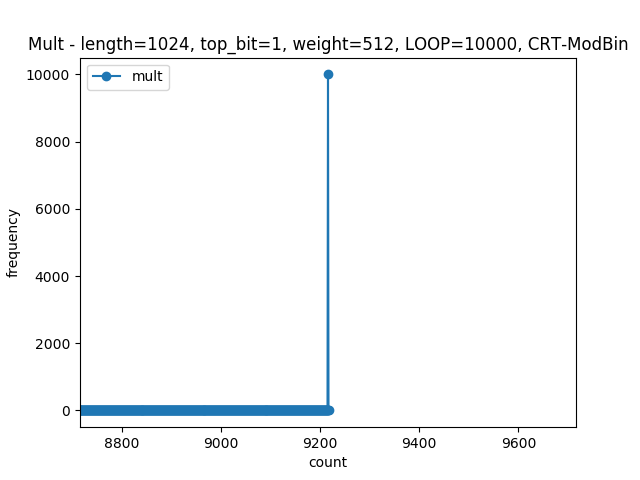 Mult - length=1024, top_bit=1, weight=512, LOOP=10000, CRT-ModBin
mult
10000
8000
6000
4000
2000
0
frequency
8800 9000 9200 9400 9600
count